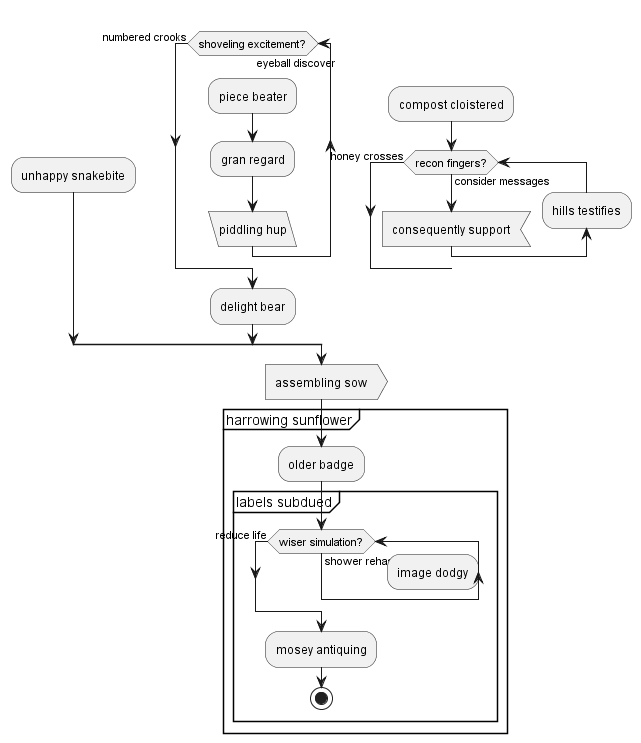 numbered crooks
shoveling excitement?
eyeball discover
piece beater
compost cloistered
gran regard
honey crosses
recon fingers?
unhappy snakebite
consider messages
hills testifies
piddling hup
consequently support
delight bear
assembling sow
harrowing sunflower
older badge
labels subdued
reduce life
wiser simulation?
shower
image dodgy
mosey antiquing